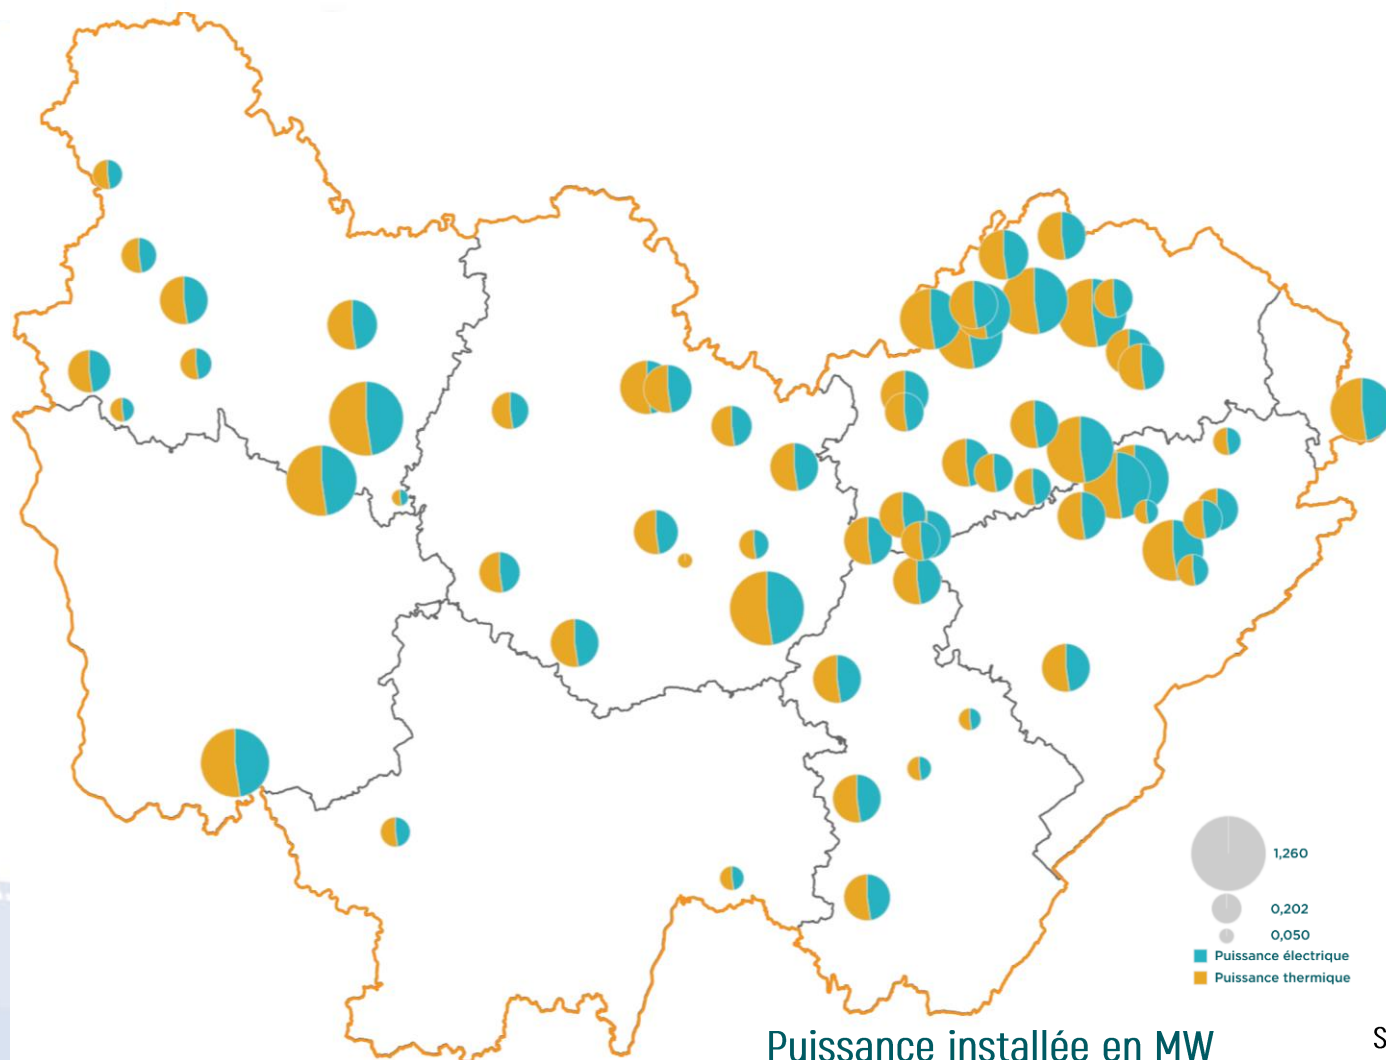 1,260
0,202
0,050
Puissance électrique
Puissance thermique
Puissance installée en MW
S